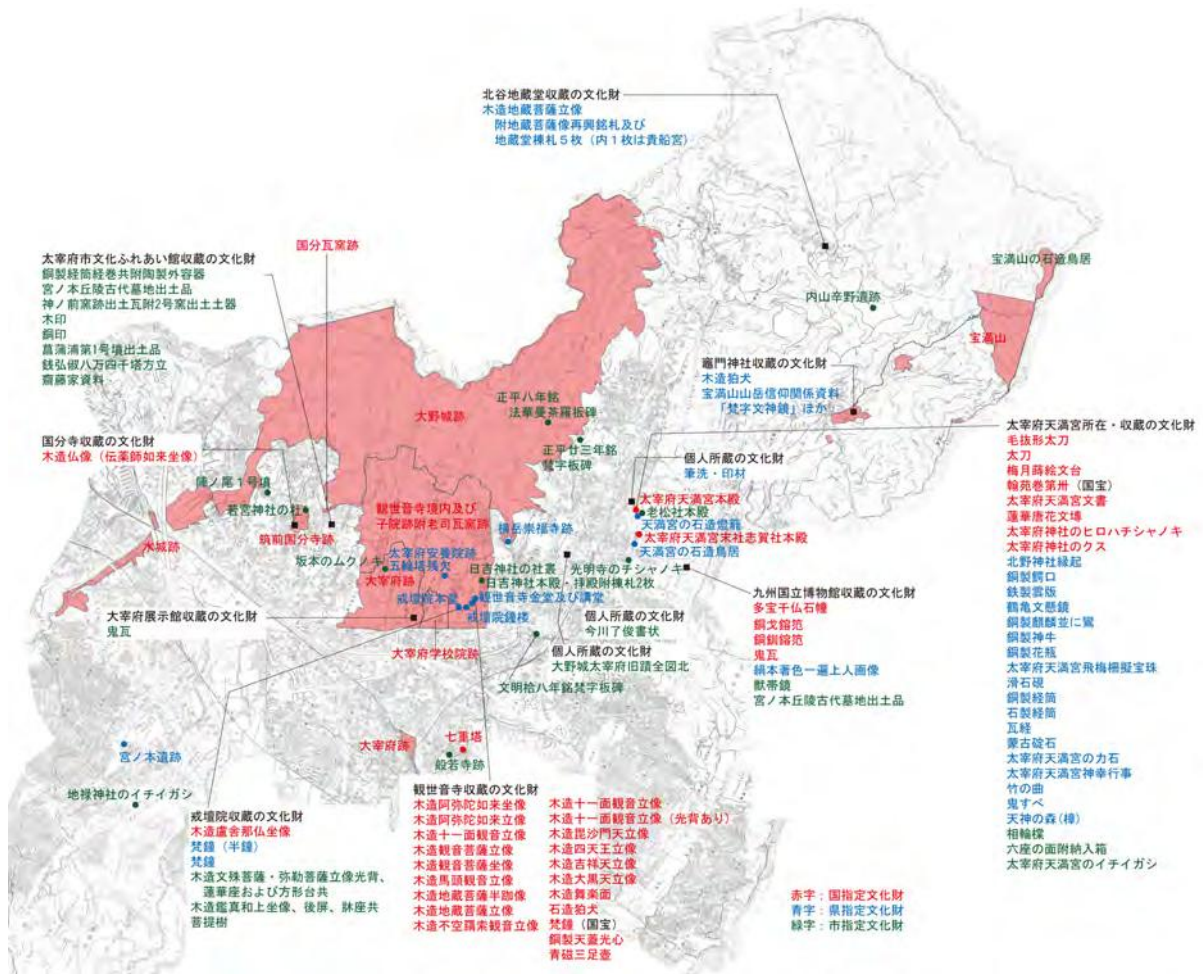 北谷地蔵堂収蔵の文化財
木造地蔵菩薩立像
附地蔵菩薩像再興銘札及び
地蔵堂棟札5枚（内1枚は貴船宮）
国分瓦窯跡
太宰府市文化ふれあい館収蔵の文化財
銅製経筒経巻共附陶製外容器
宮ノ本丘陵古代墓地出土品
神ノ前窯跡出土瓦附2号窯出土土器
木印
銅印
菖蒲浦第1号墳出土品
銭弘俶八万四千塔方立
齋藤家資料
宝満山の石造鳥居
内山辛野遺跡
宝満山
竈門神社収蔵の文化財
木造狛犬
宝満山山岳信仰関係資料
「梵字文神鏡」ほか
大野城跡
正平八年銘
法華曼荼羅板碑
正平廿三年銘
梵字板碑
国分寺収蔵の文化財
木造仏像（伝薬師如来坐像）
陣ノ尾1号墳
若宮神社の杜
水城跡
筑前国分寺跡
坂本のムクノキ
観世音寺境内及び
子院跡附老司瓦窯跡
横岳崇福寺跡
太宰府安養院跡
五輪塔残欠
大宰府跡
日吉神社の社叢
日吉神社本殿・拝殿附棟札2枚
観世音寺金堂及び講堂
戒壇院本堂
戒壇院鐘楼
大宰府学校院跡
大宰府展示館収蔵の文化財
鬼瓦
個人所蔵の文化財
筆洗・印材
太宰府天満宮本殿
老松社本殿
天満宮の石造燈籠
太宰府天満宮末社志賀社本殿
天満宮の石造鳥居
光明寺のチシャノキ
個人所蔵の文化財
今川了俊書状
個人所蔵の文化財
大野城太宰府旧蹟全図北
文明拾八年銘梵字板碑
九州国立博物館収蔵の文化財
多宝千仏石幢
銅戈鎔笵
銅釧鎔笵
鬼瓦
絹本著色一遍上人画像
獣帯鏡
宮ノ本丘陵古代墓地出土品
太宰府天満宮所在・収蔵の文化財
毛抜形太刀
太刀
梅月蒔絵文台
翰苑巻第卅（国宝）
太宰府天満宮文書
蓮華唐花文塼
太宰府神社のヒロハチシャノキ
太宰府神社のクス
北野神社縁起
銅製鰐口
鉄製雲版
鶴亀文懸鏡
銅製麒麟並に鷽
銅製神牛
銅製花瓶
太宰府天満宮飛梅柵擬宝珠
滑石硯
銅製経筒
石製経筒
瓦経
蒙古碇石
太宰府天満宮の力石
太宰府天満宮神幸行事
竹の曲
鬼すべ
天神の森（樟）
相輪橖
六座の面附納入箱
太宰府天満宮のイチイガシ
宮ノ本遺跡
地禄神社のイチイガシ
大宰府跡
七重塔
般若寺跡
戒壇院収蔵の文化財
木造盧舎那仏坐像
梵鐘（半鐘）
梵鐘
木造文殊菩薩・弥勒菩薩立像光背、
蓮華座および方形台共
木造鑑真和上坐像、後屏、牀座共
菩提樹
観世音寺収蔵の文化財
木造阿弥陀如来坐像
木造阿弥陀如来立像
木造十一面観音立像
木造観音菩薩立像
木造観音菩薩坐像
木造馬頭観音立像
木造地蔵菩薩半跏像
木造地蔵菩薩立像
木造不空羂索観音立像
木造十一面観音立像
木造十一面観音立像（光背あり）
木造毘沙門天立像
木造四天王立像
木造吉祥天立像
木造大黒天立像
木造舞楽面
石造狛犬
梵鐘（国宝）
銅製天蓋光心
青磁三足壺
赤字：国指定文化財
青字：県指定文化財
緑字：市指定文化財